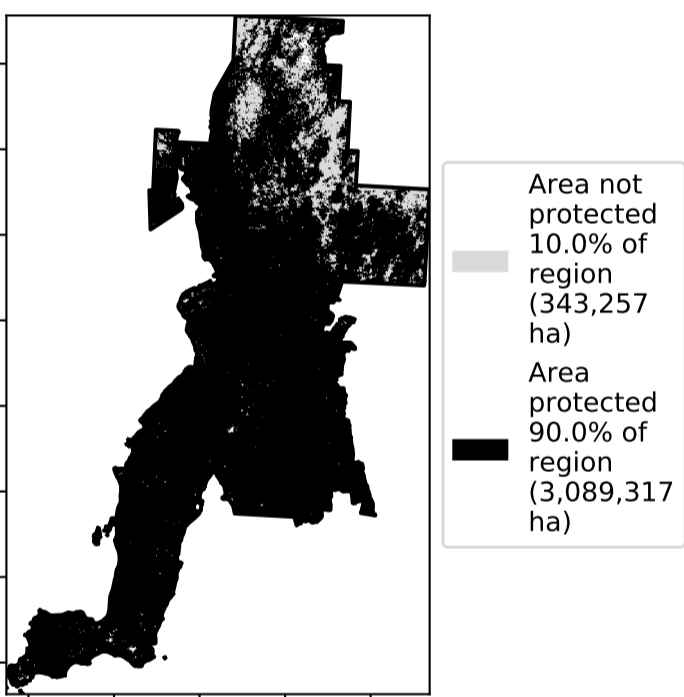 Area not
protected
10.0% of
region
(343,257
ha)
Area
protected
90.0% of
region
(3,089,317
ha)